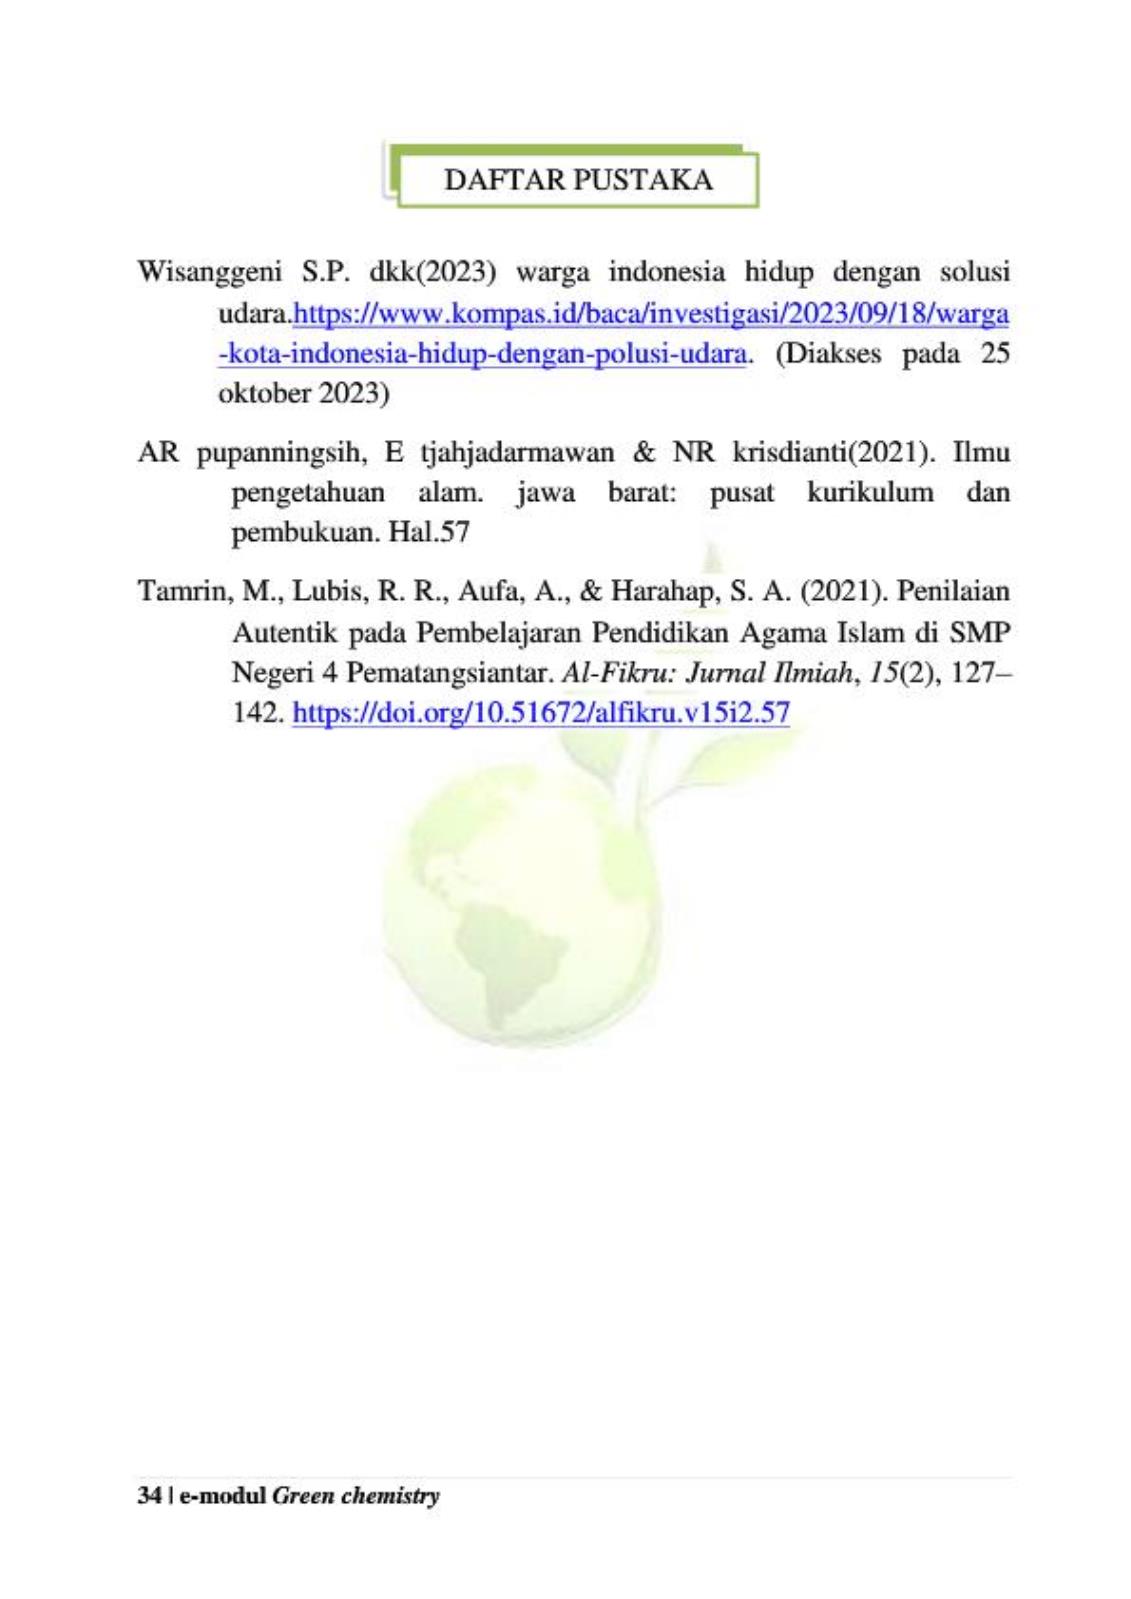 DAFTAR PUSTAKA
Wisanggeni S.P. dkk(2023) warga indonesia hidup dengan solusi
udara.https://www.kompas.id/baca/investigasi/2023/09/18/warga
-kota-indonesia-hidup-dengan-polusi-udara. (Diakses pada 25
oktober 2023)
AR pupanningsih, E tjahjadarmawan & NR krisdianti(2021). Ilmu
pengetahuan alam. jawa barat: pusat kurikulum dan
pembukuan. Hal.57
Tamrin, M., Lubis, R. R., Aufa, A., & Harahap, S. A. (2021). Penilaian
Autentik pada Pembelajaran Pendidikan Agama Islam di SMP
Negeri 4 Pematangsiantar. Al-Fikru: Jurnal Ilmiah, 15(2), 127–
142. https://doi.org/10.51672/alfikru.v15i2.57
34 | e-modul Green chemistry